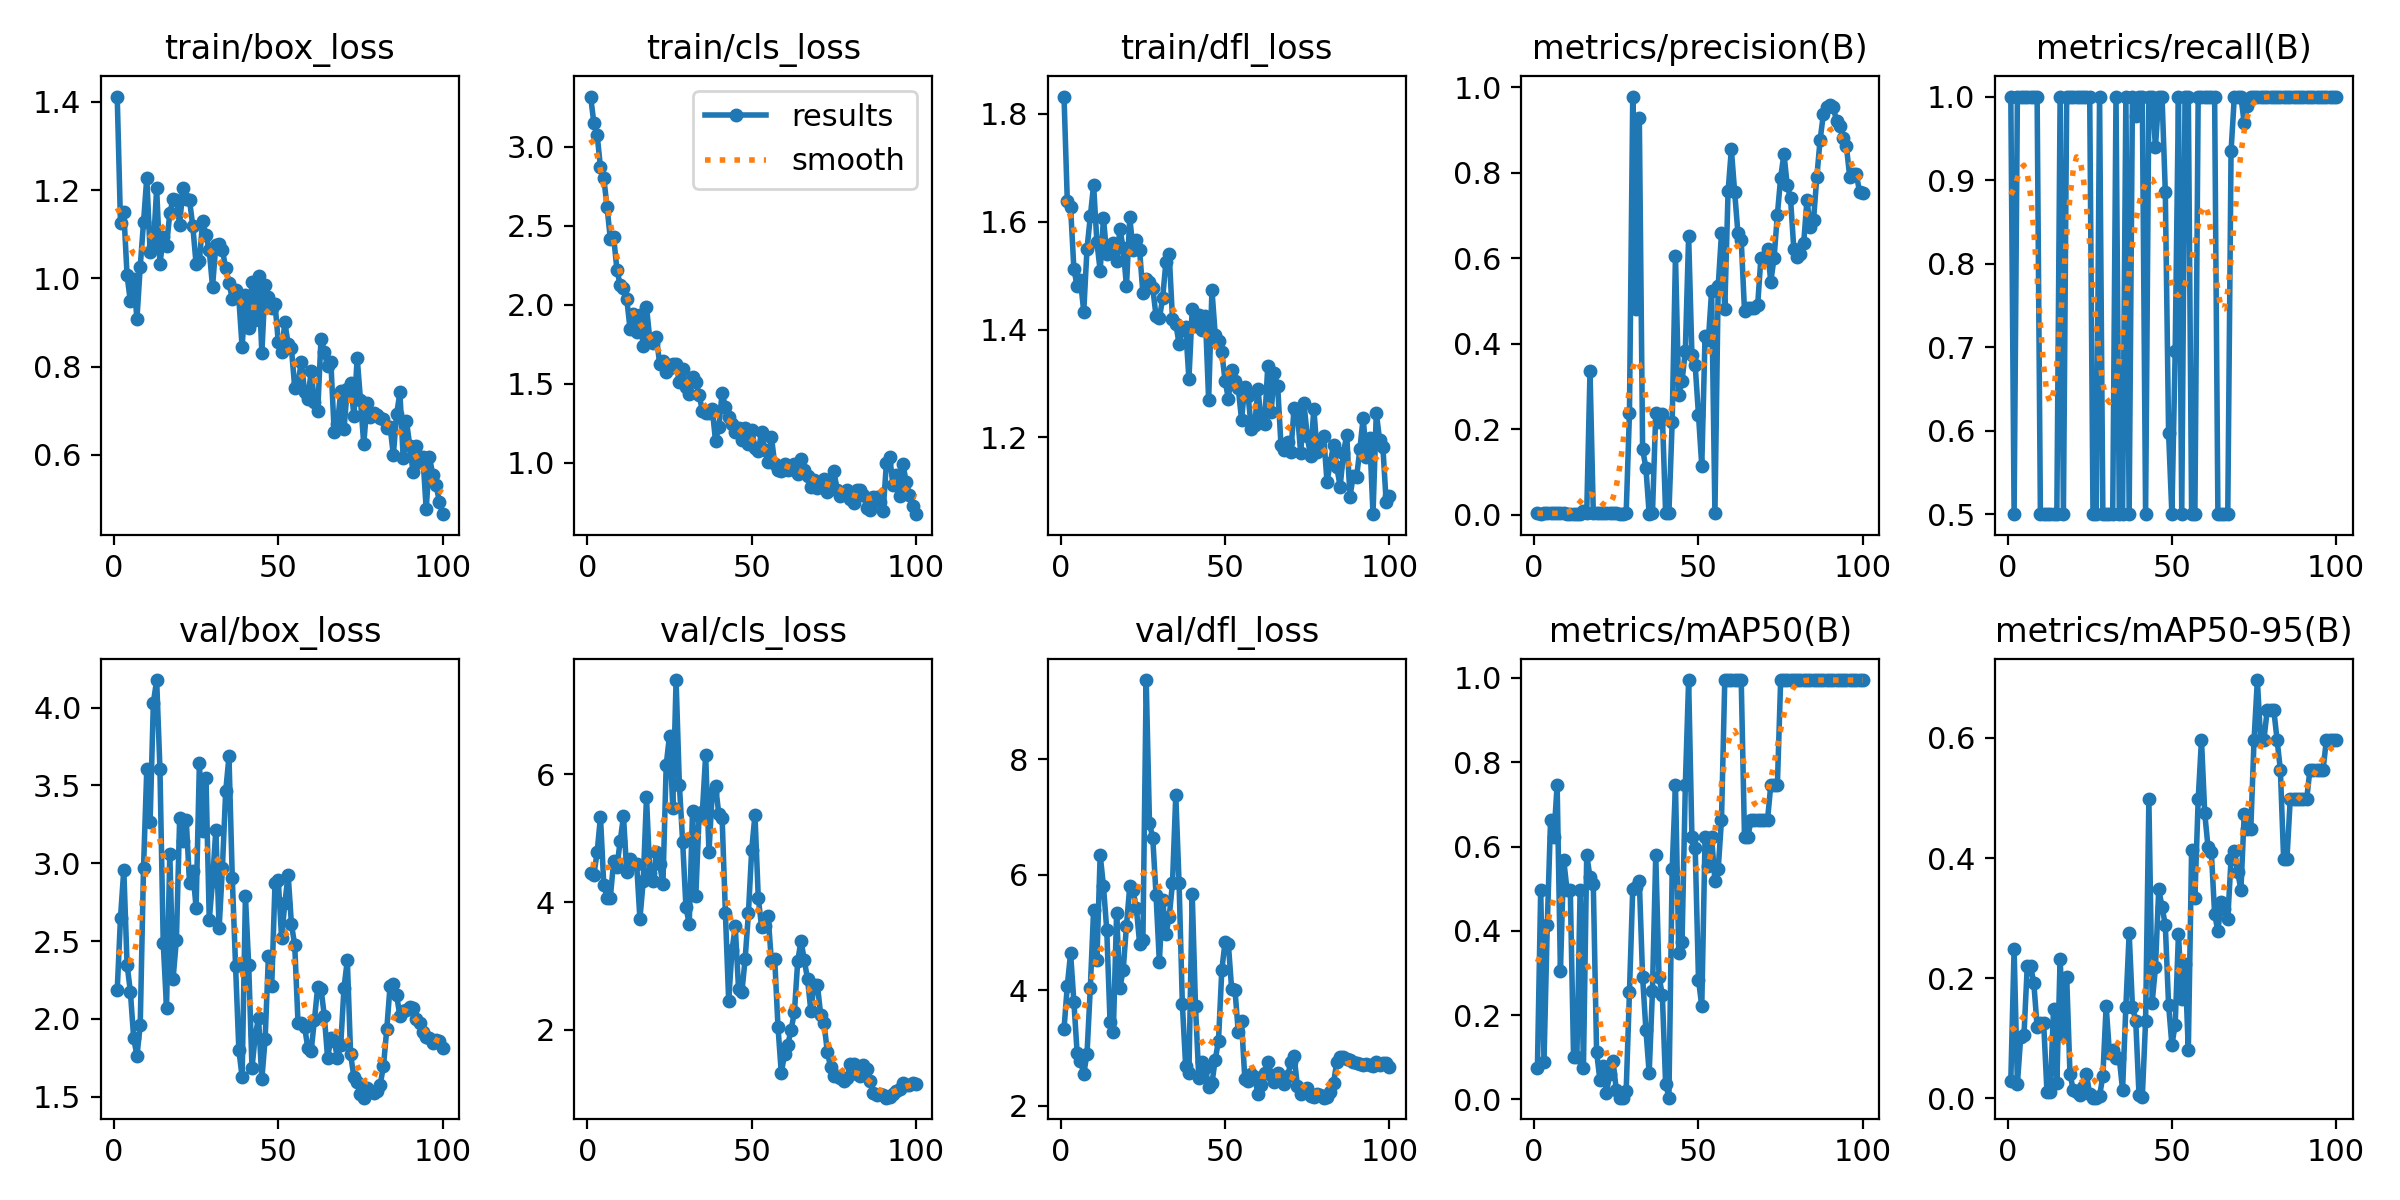 train/box_loss
1.4
1.2
1.0
0.8
0.6
0 50 100
train/cls_loss
results
smooth
3.0
2.5
2.0
1.5
1.0
0 50 100
train/dfl_loss
1.8
1.6
1.4
1.2
0 50 100
metrics/precision(B)
1.0
0.8
0.6
0.4
0.2
0.0
0 50 100
metrics/recall(B)
1.0
0.9
0.8
0.7
0.6
0.5
0 50 100
val/box_loss
4.0
3.5
3.0
2.5
2.0
1.5
0 50 100
val/cls_loss
6
4
2
0 50 100
val/dfl_loss
8
6
4
2
0 50 100
metrics/mAP50(B)
1.0
0.8
0.6
0.4
0.2
0.0
0 50 100
metrics/mAP50-95(B)
0.6
0.4
0.2
0.0
0 50 100